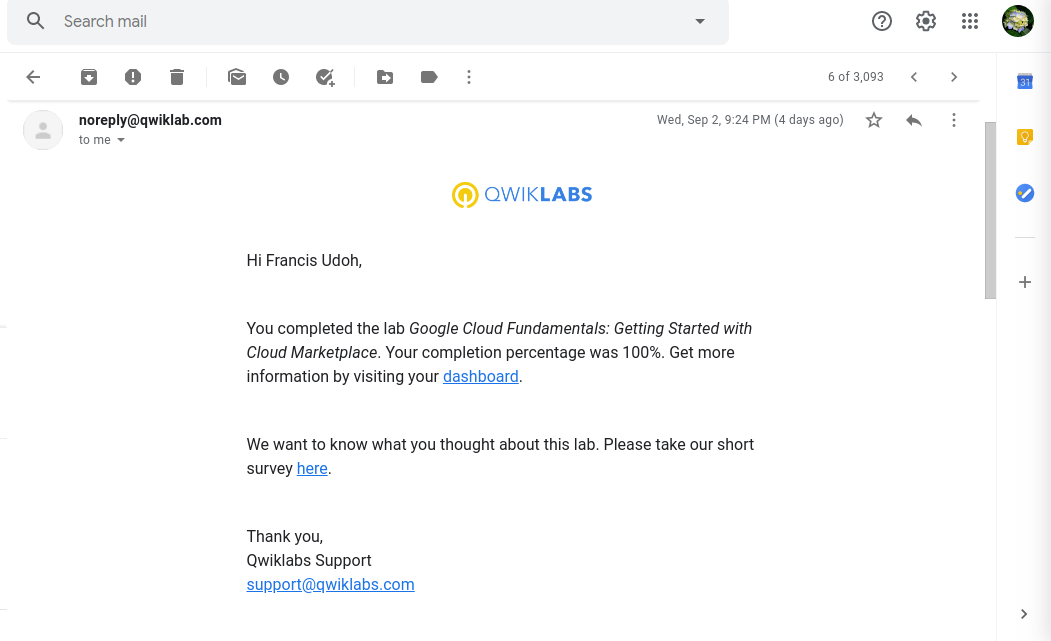 Search mail
6 of 3,093
31
noreply@qwiklab.com
Wed, Sep 2, 9:24 PM (4 days ago)
to me
QWIKLABS
Hi Francis Udoh,
You completed the lab Google Cloud Fundamentals: Getting Started with
Cloud Marketplace. Your completion percentage was 100%. Get more
information by visiting your dashboard.
We want to know what you thought about this lab. Please take our short
survey here.
Thank you,
Qwiklabs Support
support@qwiklabs.com